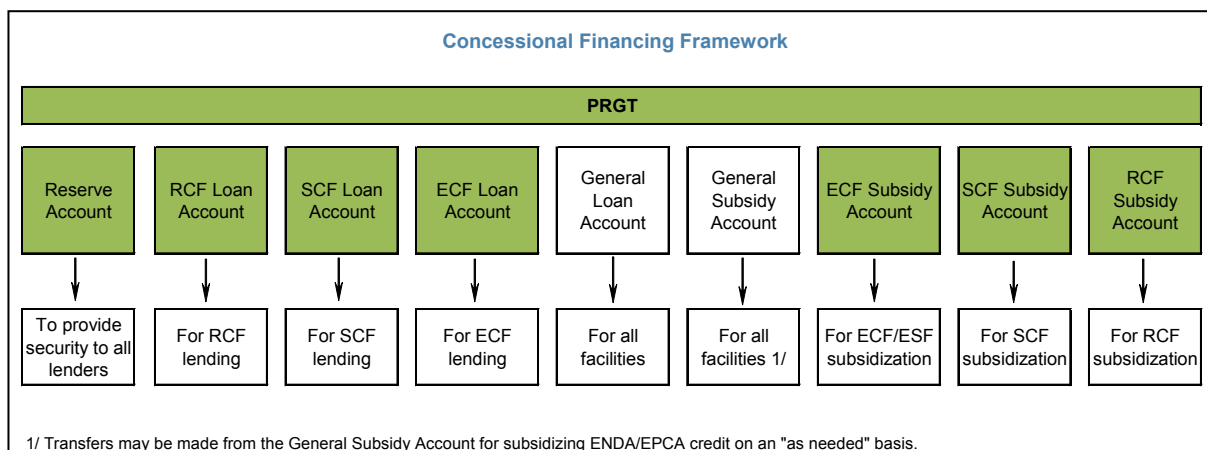 Concessional Financing Framework
PRGT
Reserve
Account
RCF Loan
Account
SCF Loan
Account
ECF Loan
Account
General
Loan
Account
General
Subsidy
Account
ECF Subsidy
Account
SCF Subsidy
Account
RCF
Subsidy
Account
To provide
security to all
lenders
For RCF
lending
For SCF
lending
For ECF
lending
For all
facilities
For all
facilities 1/
For ECF/ESF
subsidization
For SCF
subsidization
For RCF
subsidization
1/ Transfers may be made from the General Subsidy Account for subsidizing ENDA/EPCA credit on an "as needed" basis.